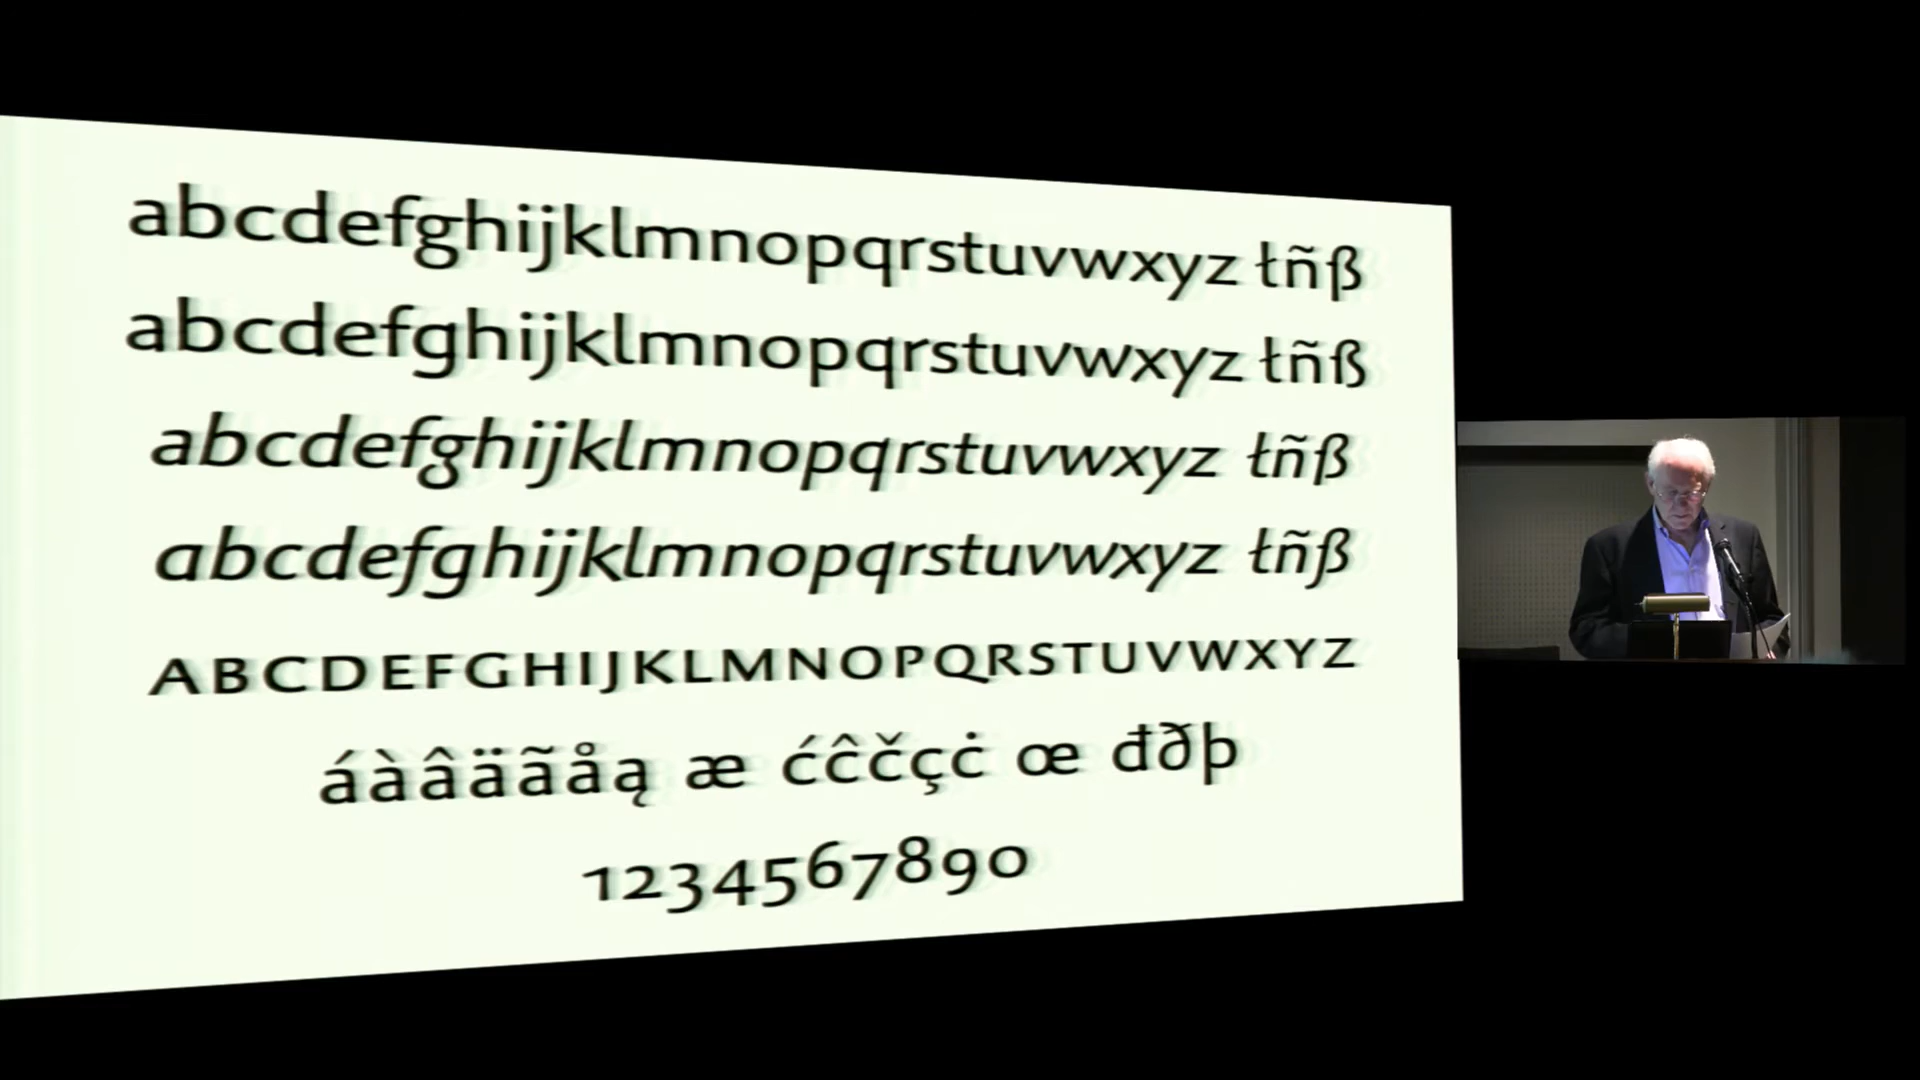 abcdefghijklmnopqrstuvwxyz łñß
abcdefghijklmnopqrstuvwxyz łñß
abcdefghijklmnopqrstuvwxyz łñß
abcdefghijklmnopqrstuvwxyz łñß
ABCDEFGHIJKLMNOPQRSTUVWXYZ
áàâäãåą æ ćĉčçċ œ đðþ
1234567890